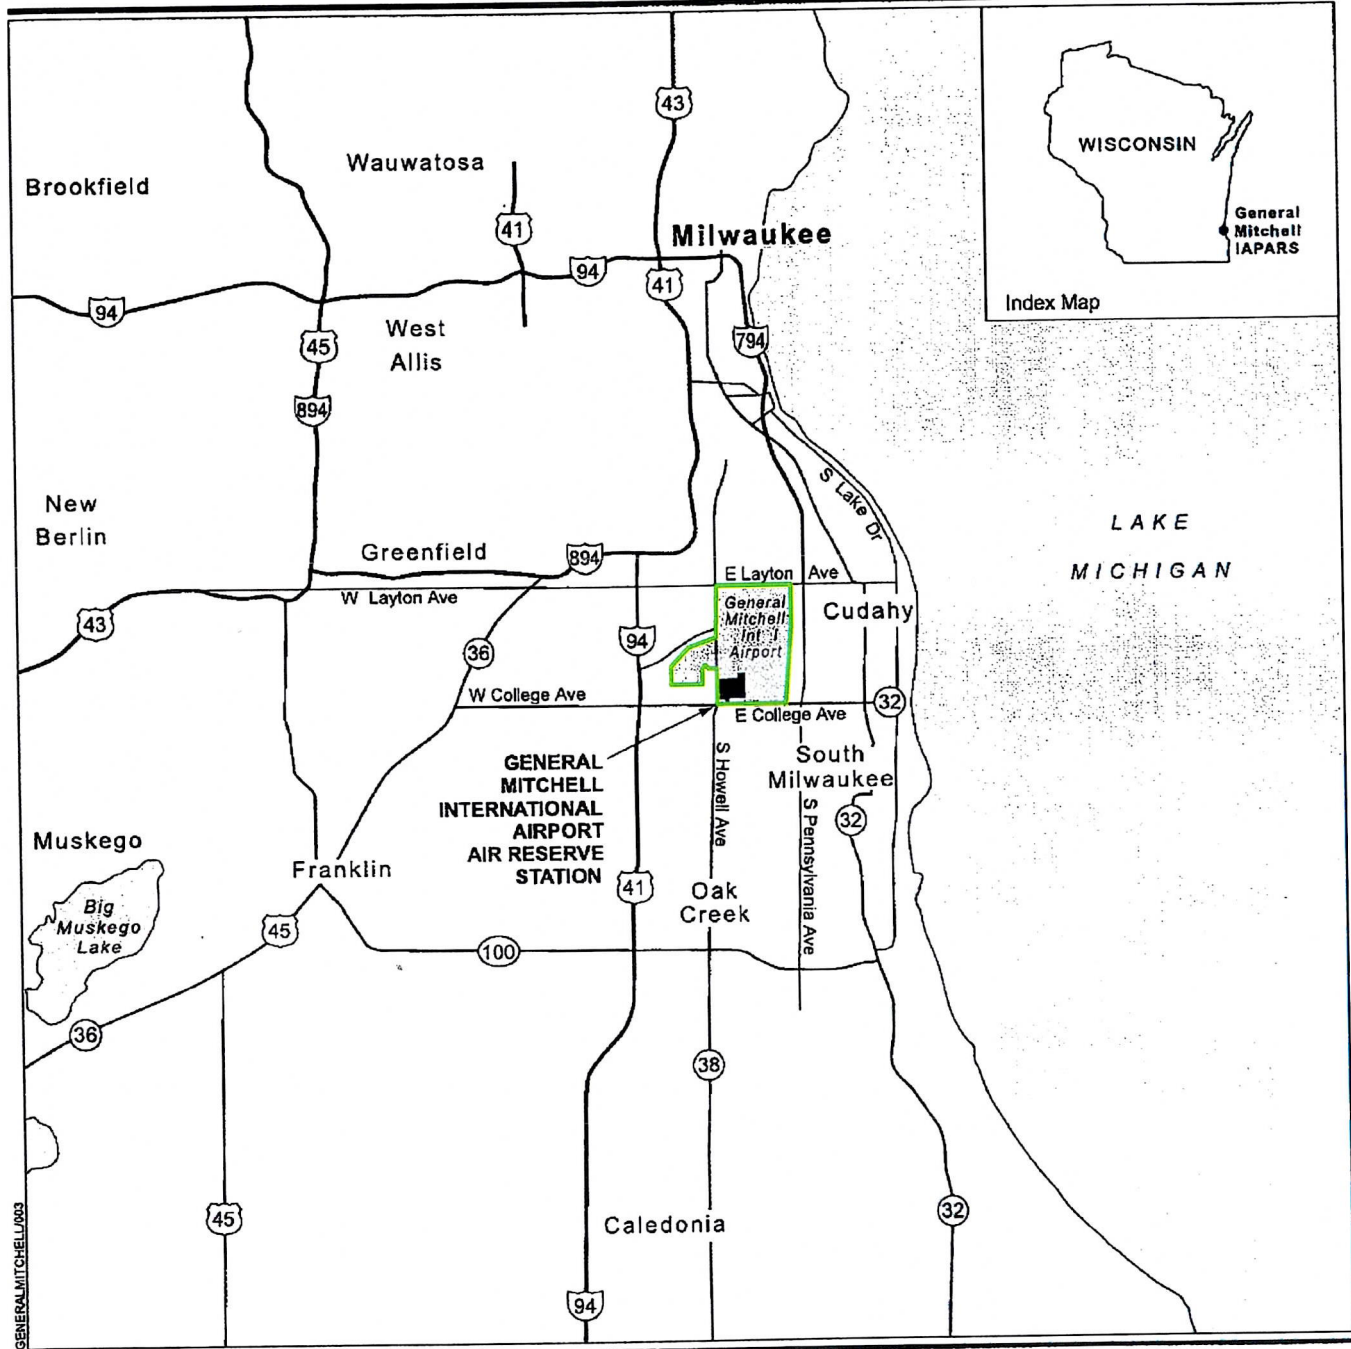 43
WISCONSIN
General
Mitchell
IAPARS
Index Map
Wauwatosa
Brookfield
41
Milwaukee
94
41
94
West
Allis
45
794
894
New
Berlin
S Lake Dr
LAKE
MICHIGAN
Greenfield
894
E Layton Ave
W Layton Ave
General
Mitchell
Int'l
Airport
Cudahy
43
36
94
W College Ave
E College Ave
32
GENERAL
MITCHELL
INTERNATIONAL
AIRPORT
AIR RESERVE
STATION
S Howell Ave
South
Milwaukee
S Pennsylvania Ave
32
Muskego
Franklin
41
Oak
Creek
Big
Muskego
Lake
45
100
36
38
45
32
Caledonia
94
GENERALMITCHELL/003